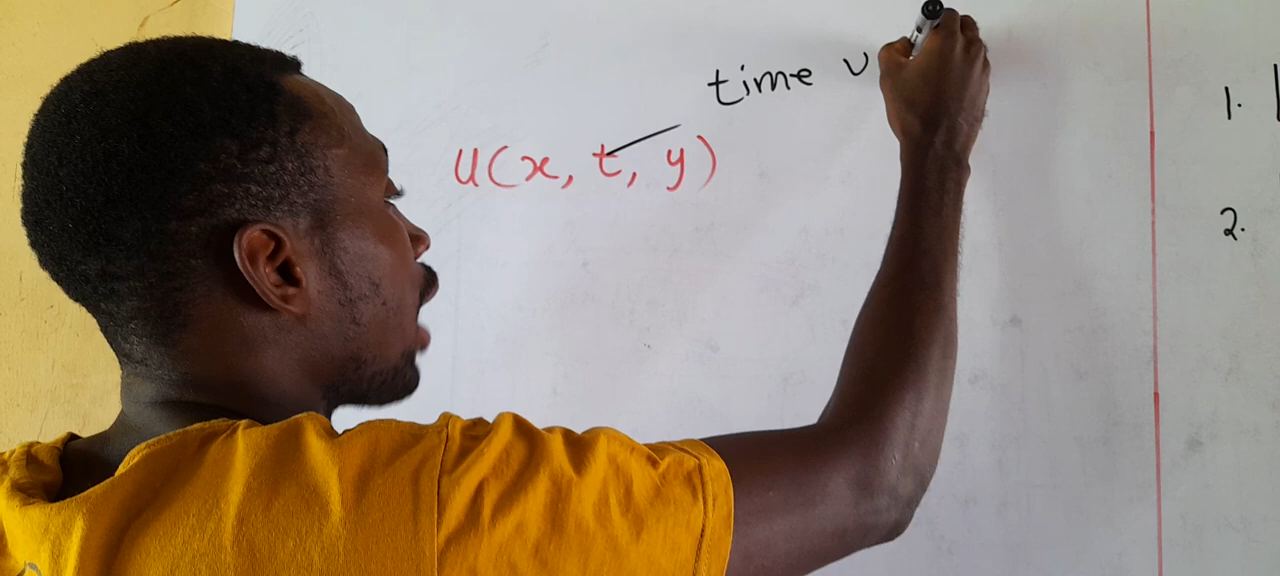 time v
u(x, t, y)
1.
2.